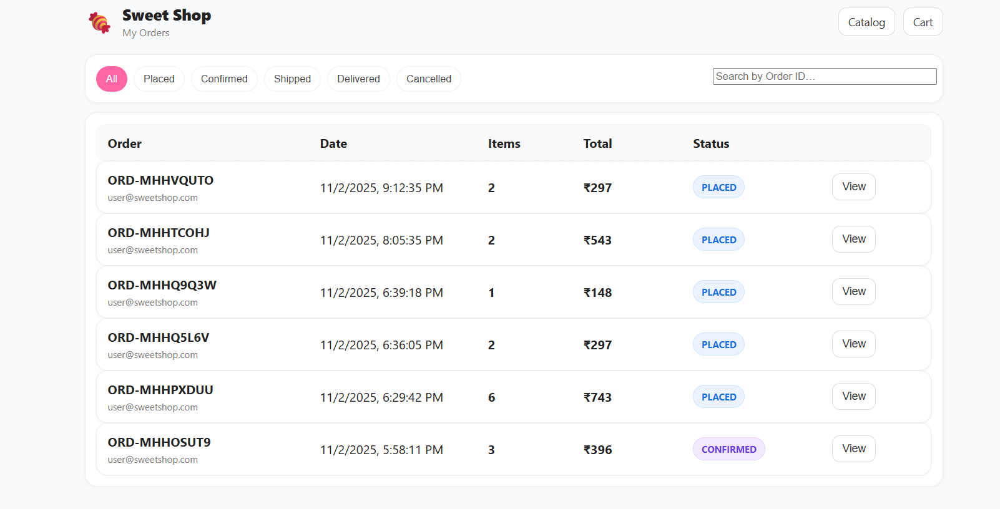 Sweet Shop
My Orders
Catalog
Cart
All
Placed
Confirmed
Shipped
Delivered
Cancelled
Search by Order ID...
Order Date Items Total Status
ORD-MHHVQUTO
user@sweetshop.com
11/2/2025, 9:12:35 PM 2 ₹297 PLACED View
ORD-MHHTCOHJ
user@sweetshop.com
11/2/2025, 8:05:35 PM 2 ₹543 PLACED View
ORD-MHHQ9Q3W
user@sweetshop.com
11/2/2025, 6:39:18 PM 1 ₹148 PLACED View
ORD-MHHQ5L6V
user@sweetshop.com
11/2/2025, 6:36:05 PM 2 ₹297 PLACED View
ORD-MHHPXDUU
user@sweetshop.com
11/2/2025, 6:29:42 PM 6 ₹743 PLACED View
ORD-MHHOSUT9
user@sweetshop.com
11/2/2025, 5:58:11 PM 3 ₹396 CONFIRMED View